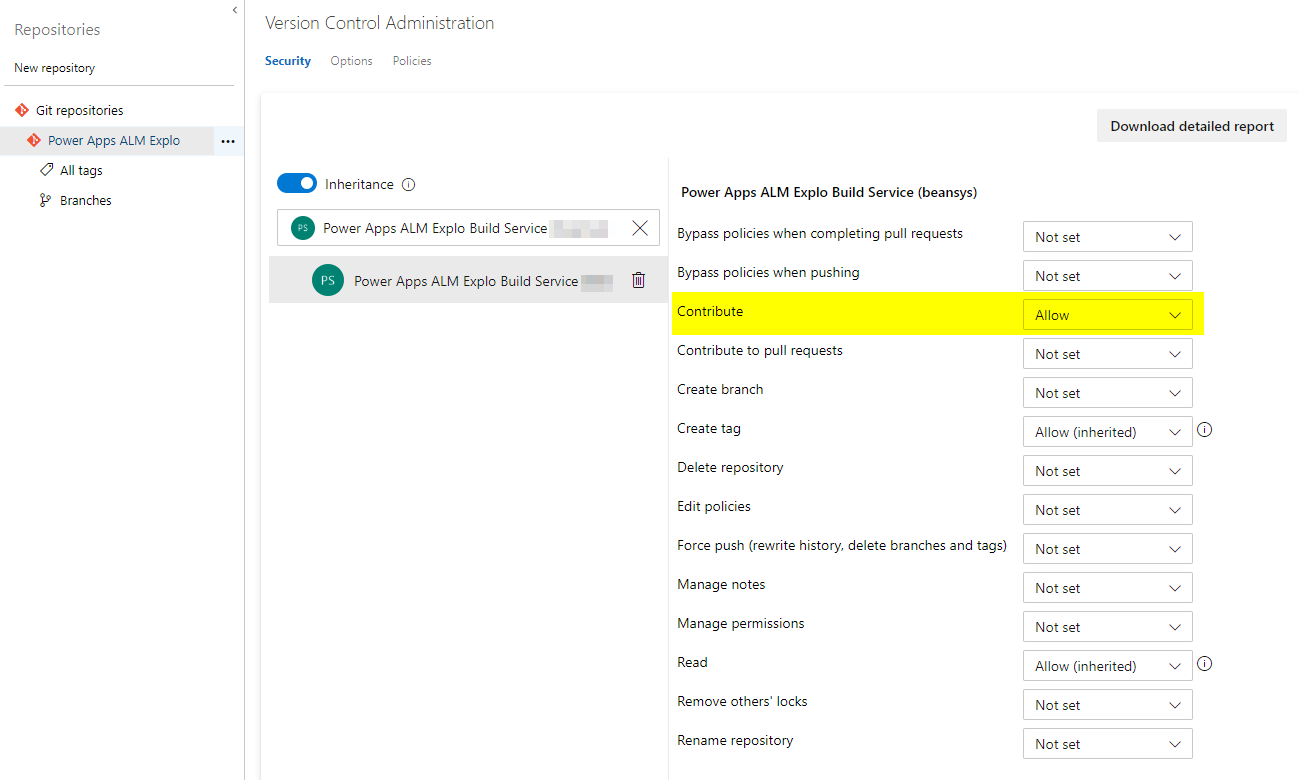 Repositories
New repository
Git repositories
Power Apps ALM Explo
All tags
Branches
Version Control Administration
Security Options Policies
Download detailed report
Inheritance
PS Power Apps ALM Explo Build Service
PS Power Apps ALM Explo Build Service
Power Apps ALM Explo Build Service (beansys)
Bypass policies when completing pull requests Not set
Bypass policies when pushing Not set
Contribute Allow
Contribute to pull requests Not set
Create branch Not set
Create tag Allow (inherited)
Delete repository Not set
Edit policies Not set
Force push (rewrite history, delete branches and tags) Not set
Manage notes Not set
Manage permissions Not set
Read Allow (inherited)
Remove others' locks Not set
Rename repository Not set